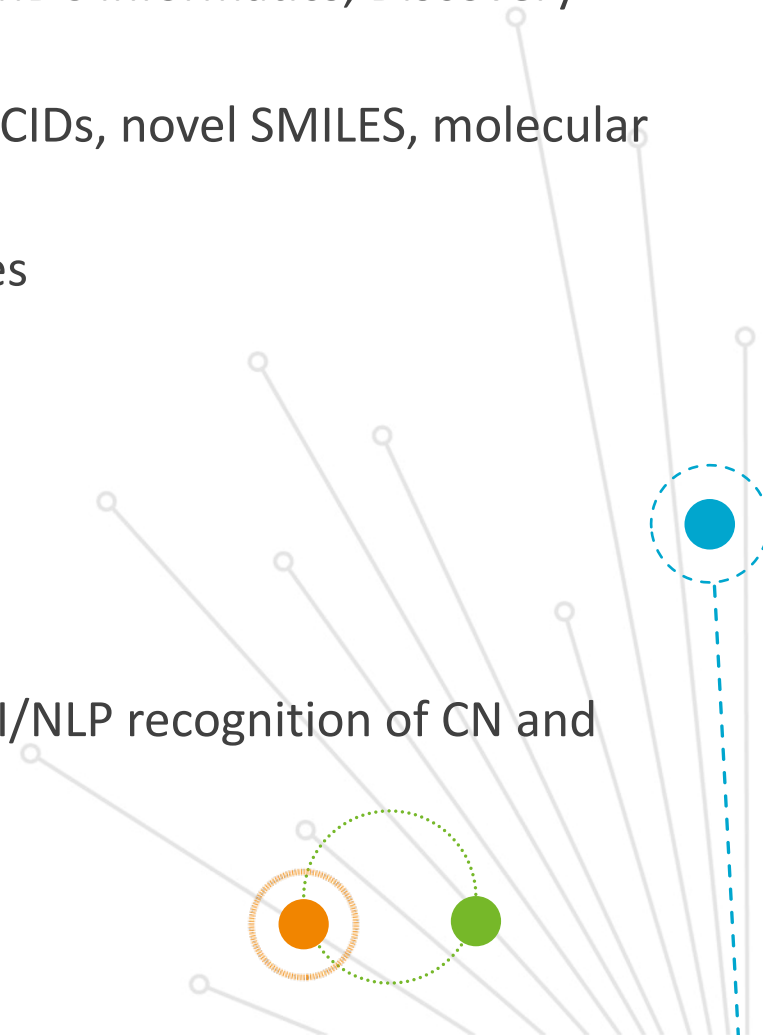 CIDs, novel SMILES, molecular
es
I/NLP recognition of CN and